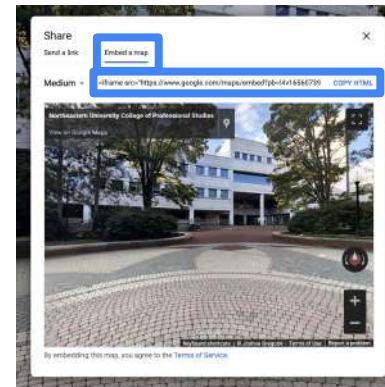 Share
Send a link Embed a map
Medium <iframe src="https://www.google.com/maps/embed?pb= COPY HTML
Northeastern University College of Professional Studies
View on Google Maps
Keyboard shortcuts Terms of Use Report a problem
By embedding this map, you agree to the Terms of Service.